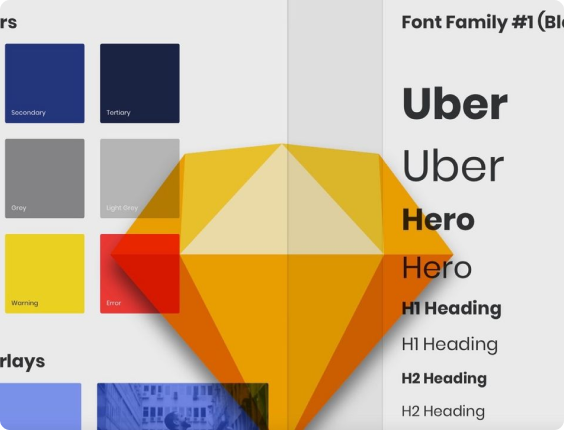 rs
Secondary
Tertiary
Grey
Light Grey
Warning
Error
rlays
Font Family #1 (Bl
Uber
Uber
Hero
Hero
H1 Heading
H1 Heading
H2 Heading
H2 Heading